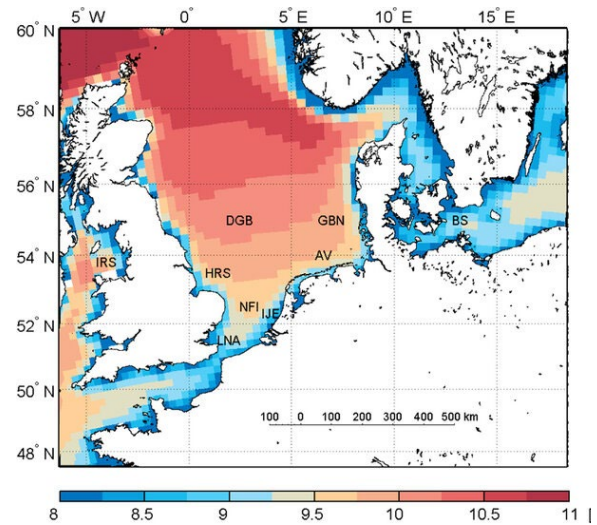 5° W 0° 5° E 10° E 15° E
60° N
58° N
56° N
DGB GBN BS
54° N
AV
IRS
HRS
NFI
IJE
52° N
LNA
50° N
100 0 100 200 300 400 500 km
48° N
8 8.5 9 9.5 10 10.5 11 [